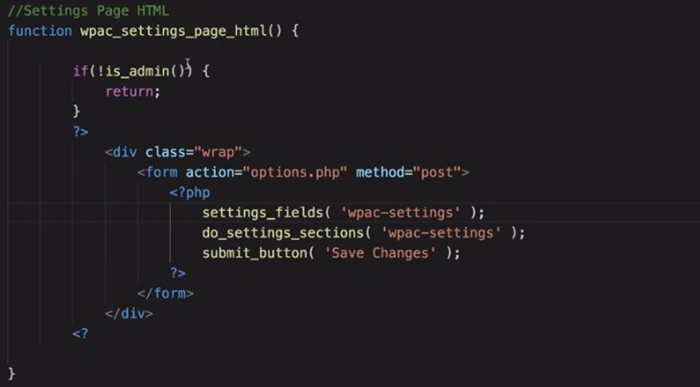 //Settings Page HTML
function wpac_settings_page_html() {
if(!is_admin()) {
return;
}
?>
<div class="wrap">
<form action="options.php" method="post">
<?php
settings_fields( 'wpac-settings' );
do_settings_sections( 'wpac-settings' );
submit_button( 'Save Changes' );
?>
</form>
</div>
<?
}